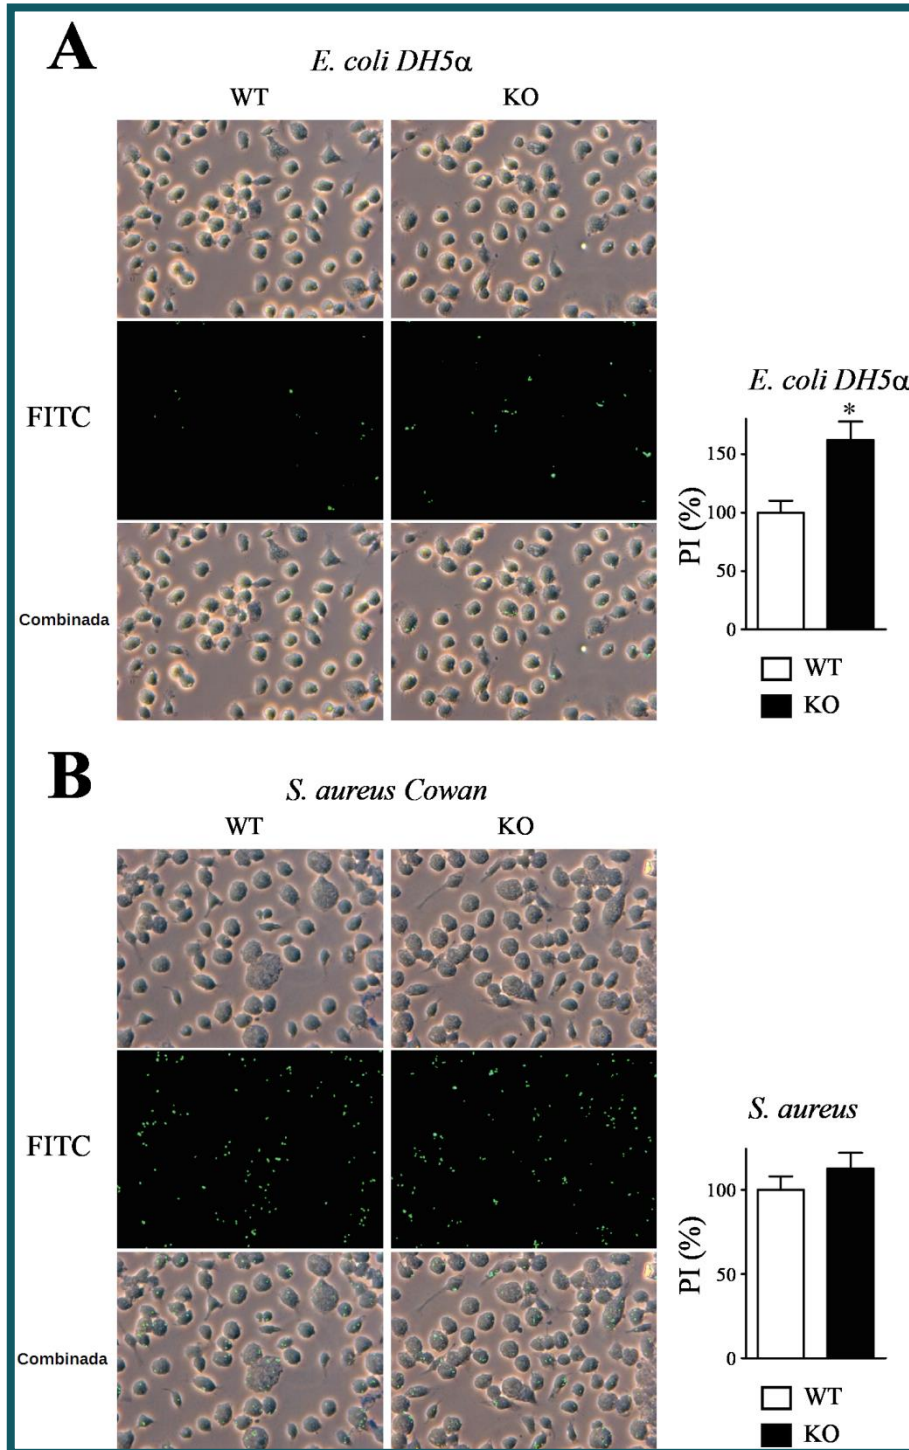 A
E. coli DH5α
WT
KO
FITC
Combinada
E. coli DH5α
*
PI (%)
150
100
50
0
WT
KO
B
S. aureus Cowan
WT
KO
FITC
Combinada
S. aureus
PI (%)
100
50
0
WT
KO